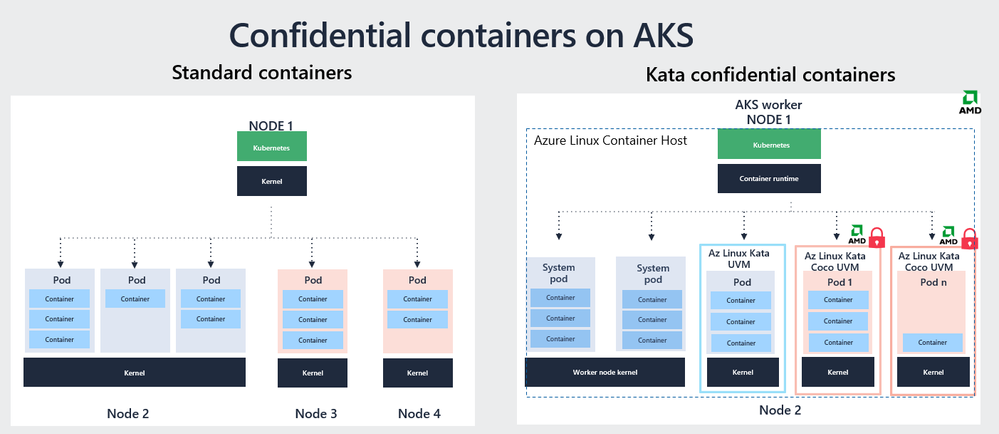 Confidential containers on AKS
Standard containers
NODE 1
Kubernetes
Kernel
Pod
Container
Container
Container
Pod
Container
Pod
Container
Container
Pod
Container
Container
Container
Pod
Container
Container
Kernel
Kernel
Kernel
Node 2
Node 3
Node 4
Kata confidential containers
AMD
AKS worker
NODE 1
Azure Linux Container Host
Kubernetes
Container runtime
System
pod
Container
Container
Container
System
pod
Container
Container
Container
Worker node kernel
Az Linux Kata
UVM
Pod
Container
Container
Container
Kernel
AMD
Az Linux Kata
Coco UVM
Pod 1
Container
Container
Container
Kernel
AMD
Az Linux Kata
Coco UVM
Pod n
Container
Kernel
Node 2